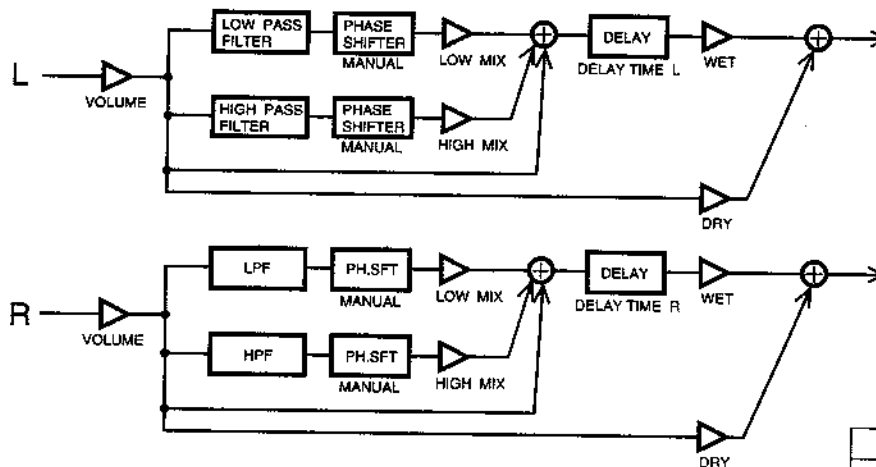 LOW PASS
FILTER
PHASE
SHIFTER
MANUAL
LOW MIX
DELAY
DELAY TIME L
WET
L
VOLUME
HIGH PASS
FILTER
PHASE
SHIFTER
MANUAL
HIGH MIX
DRY
LPF
PH.SFT
MANUAL
LOW MIX
DELAY
DELAY TIME R
WET
R
VOLUME
HPF
PH.SFT
MANUAL
HIGH MIX
DRY